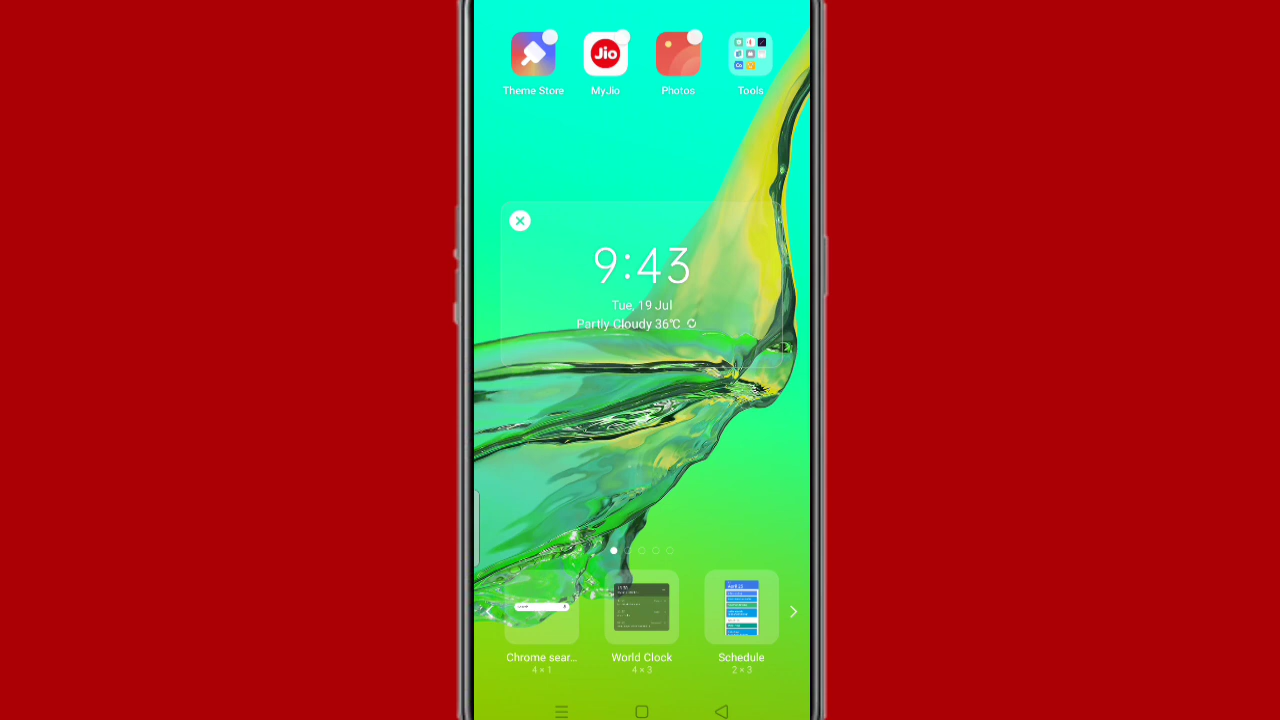 Jio
Theme Store
MyJio
Photos
Tools
9:43
Tue, 19 Jul
Partly Cloudy 36℃
Chrome sear...
World Clock
Schedule
4 × 1
4 × 3
2 × 3